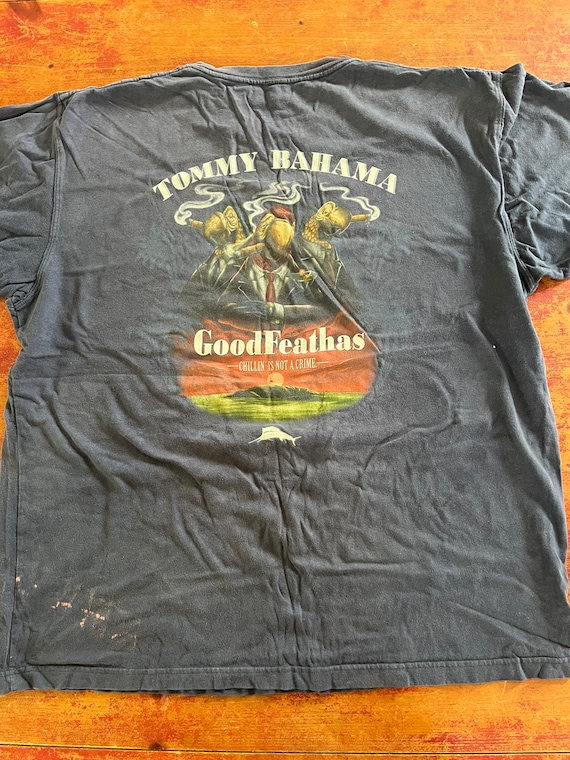 TOMMY BAHAMA
GoodFeathas
CHILLIN' IS NOT A CRIME